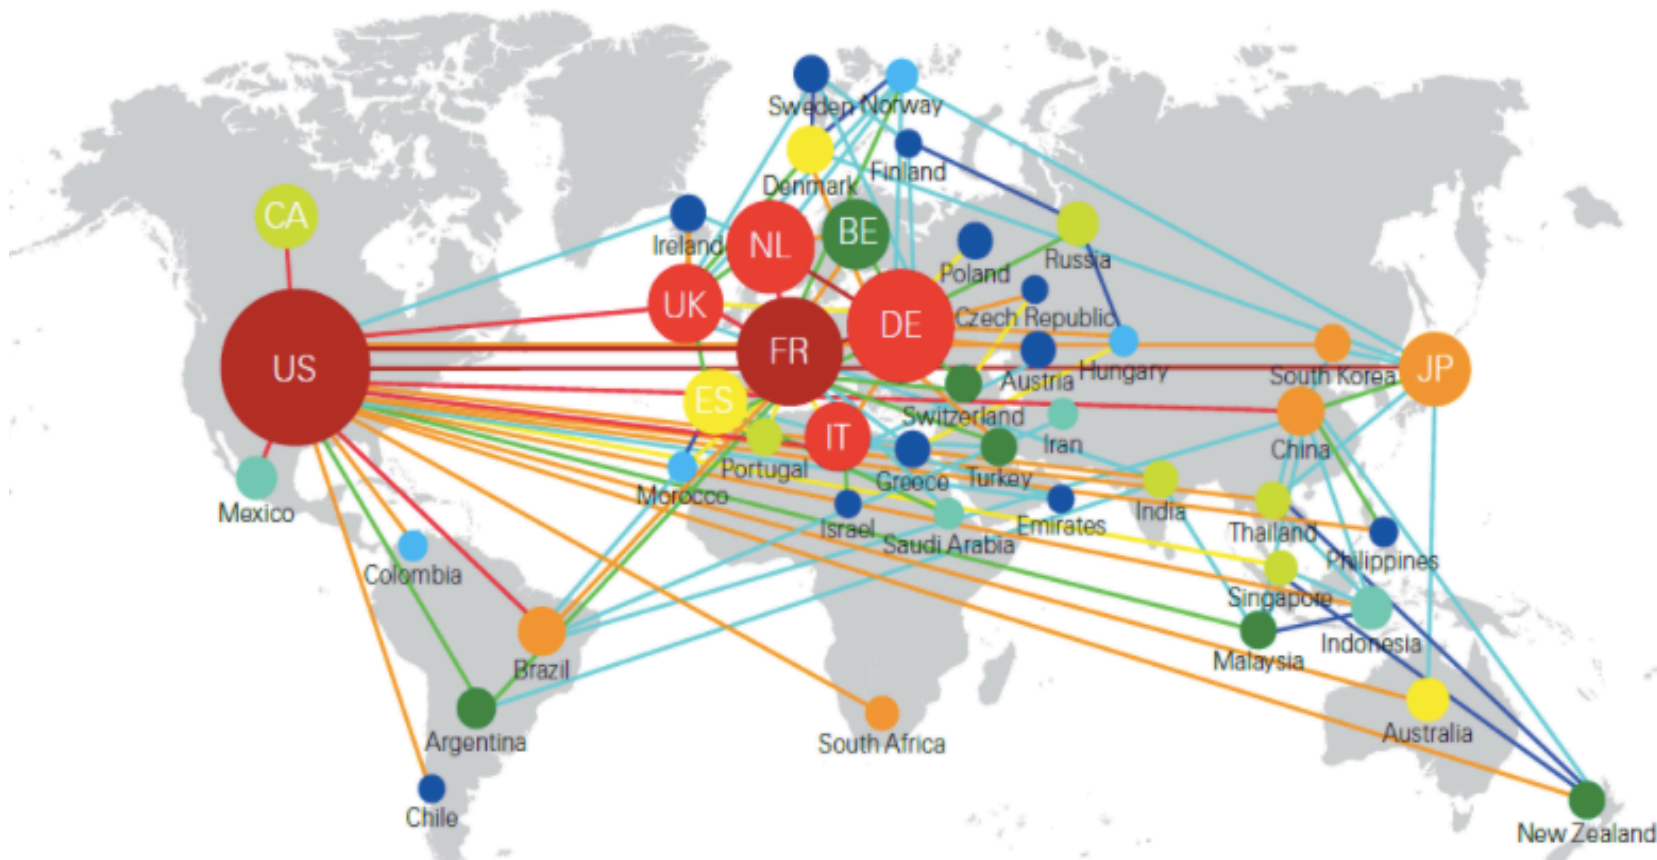 Sweden
Norway
Denmark
Finland
CA
Ireland
NL
BE
Poland
Russia
UK
DE
Czech Republic
US
FR
Austria
Hungary
South Korea
JP
ES
Switzerland
IT
Iran
China
Mexico
Morocco
Portugal
Greece
Turkey
Israel
Saudi Arabia
Emirates
India
Thailand
Philippines
Colombia
Singapore
Indonesia
Malaysia
Brazil
Argentina
South Africa
Australia
Chile
New Zealand